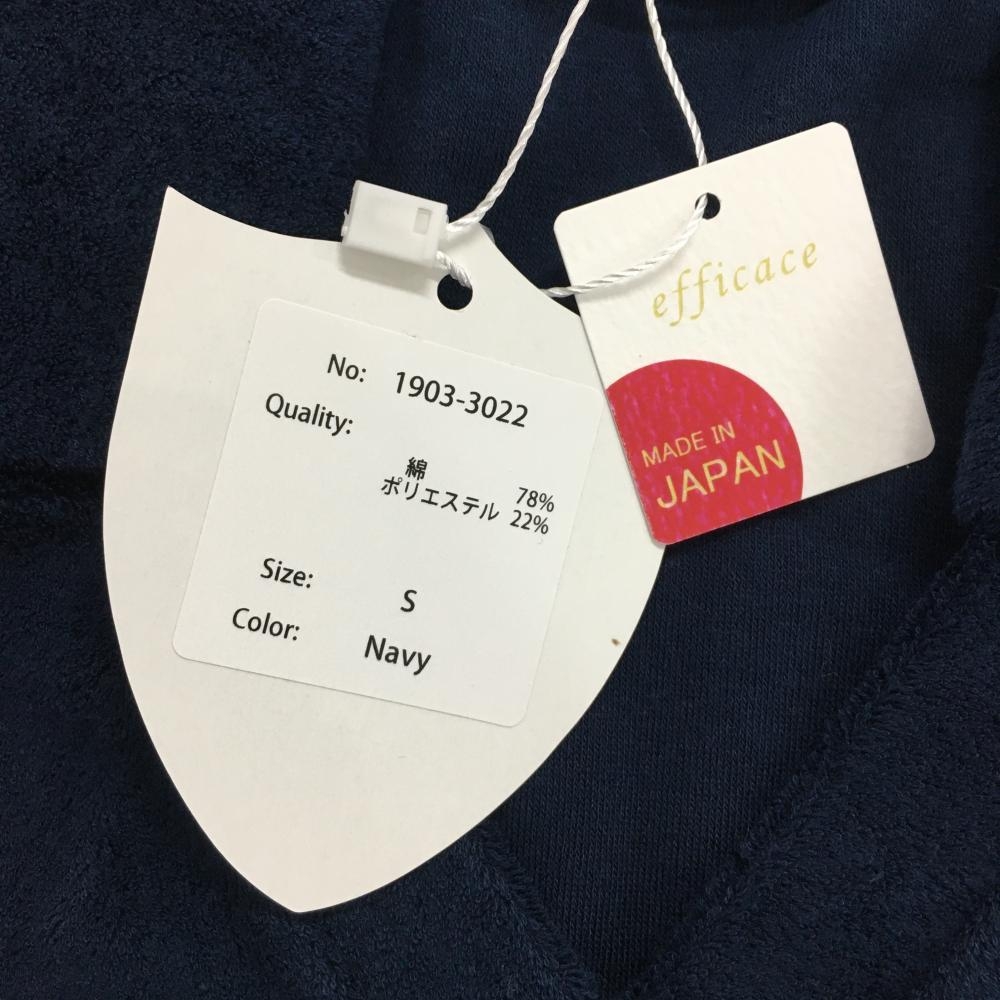 No: 1903-3022
Quality:
綿 78%
ポリエステル 22%
Size: S
Color: Navy
efficace
MADE IN
JAPAN